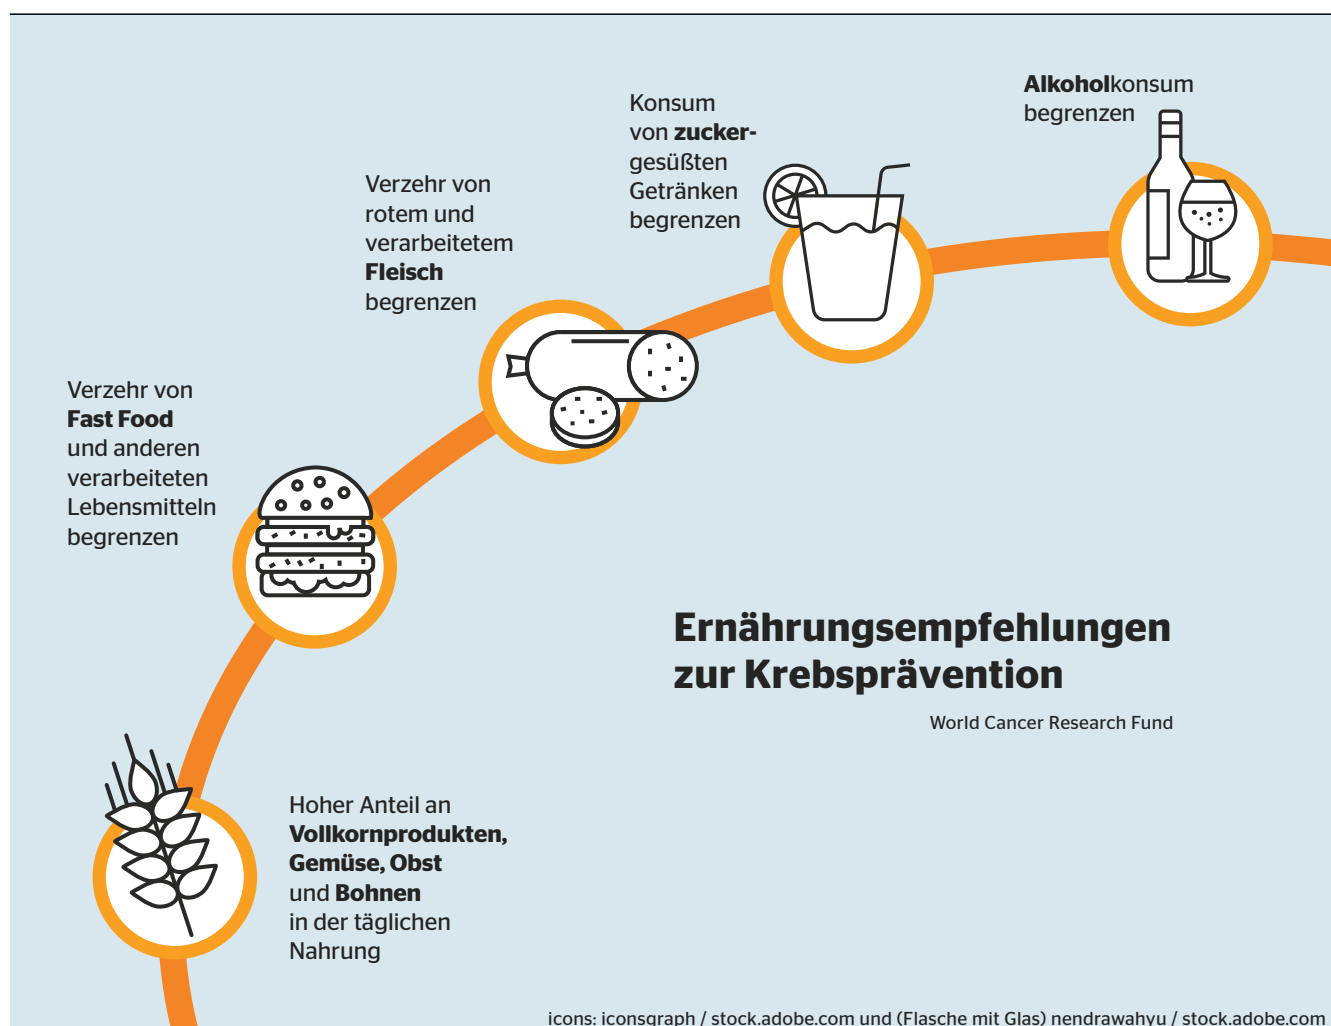 Alkoholkonsum
begrenzen
Konsum
von zucker-
gesüßten
Getränken
begrenzen
Verzehr von
rotem und
verarbeitetem
Fleisch
begrenzen
Verzehr von
Fast Food
und anderen
verarbeiteten
Lebensmitteln
begrenzen
Ernährungsempfehlungen
zur Krebsprävention
World Cancer Research Fund
Hoher Anteil an
Vollkornprodukten,
Gemüse, Obst
und Bohnen
in der täglichen
Nahrung
icons: iconsgraph / stock.adobe.com und (Flasche mit Glas) nendrawahyu / stock.adobe.com